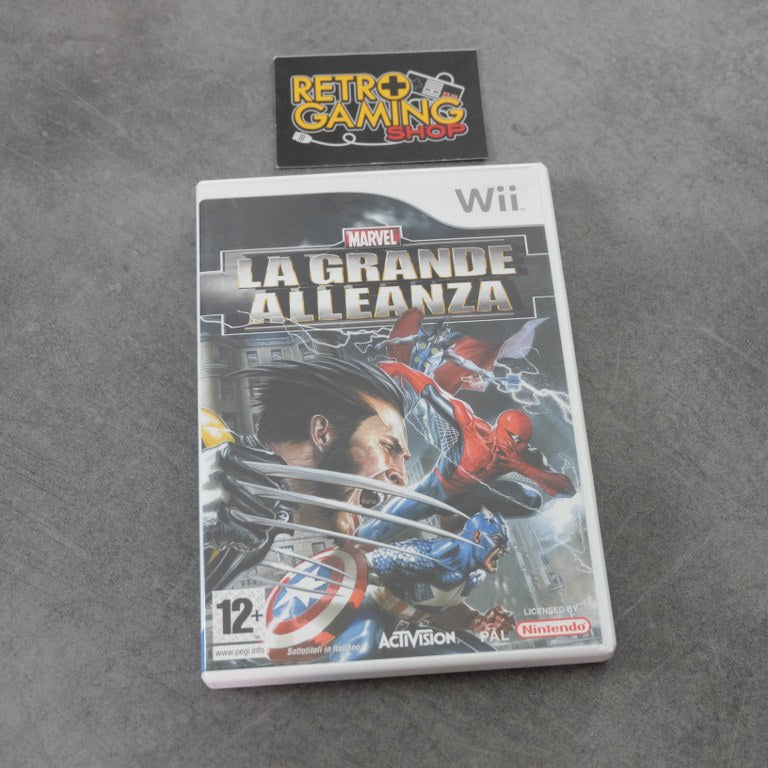 RETRO
GAMING
SHOP
Wii
MARVEL
LA GRANDE
ALLEANZA
12+
www.pegi.info
Sottotitoli in Italiano
ACTIVISION
PAL
LICENSED BY
Nintendo